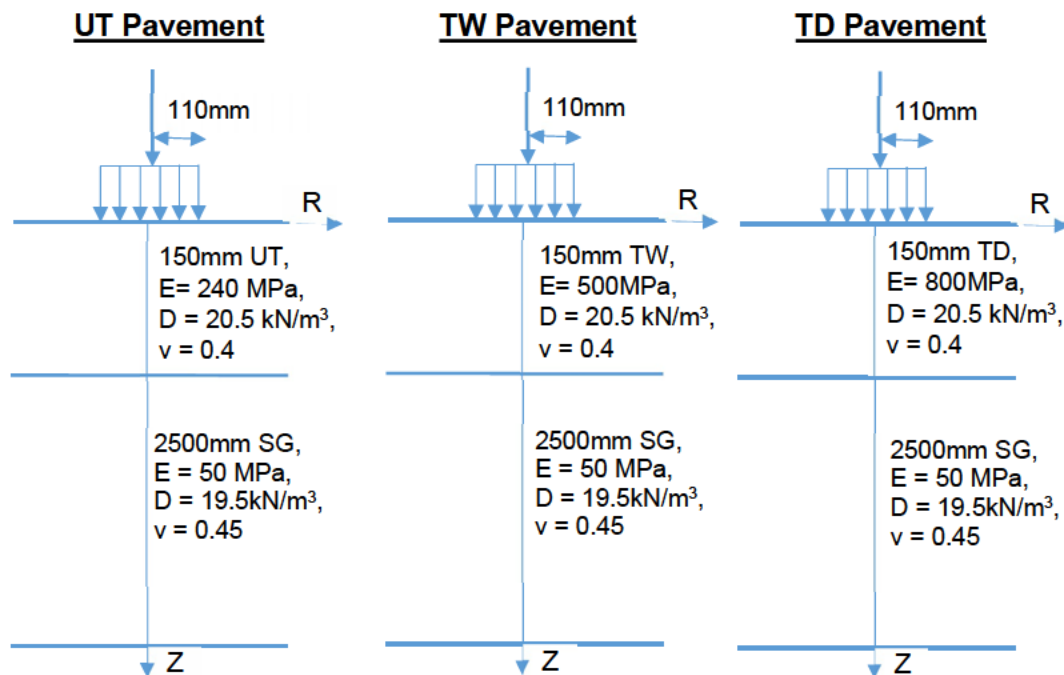 UT Pavement
110mm
R
150mm UT,
E= 240 MPa,
D = 20.5 kN/m³,
v = 0.4
2500mm SG,
E = 50 MPa,
D = 19.5kN/m³,
v = 0.45
Z
TW Pavement
110mm
R
150mm TW,
E= 500MPa,
D = 20.5 kN/m³,
v = 0.4
2500mm SG,
E = 50 MPa,
D = 19.5kN/m³,
v = 0.45
Z
TD Pavement
110mm
R
150mm TD,
E= 800MPa,
D = 20.5 kN/m³,
v = 0.4
2500mm SG,
E = 50 MPa,
D = 19.5kN/m³,
v = 0.45
Z